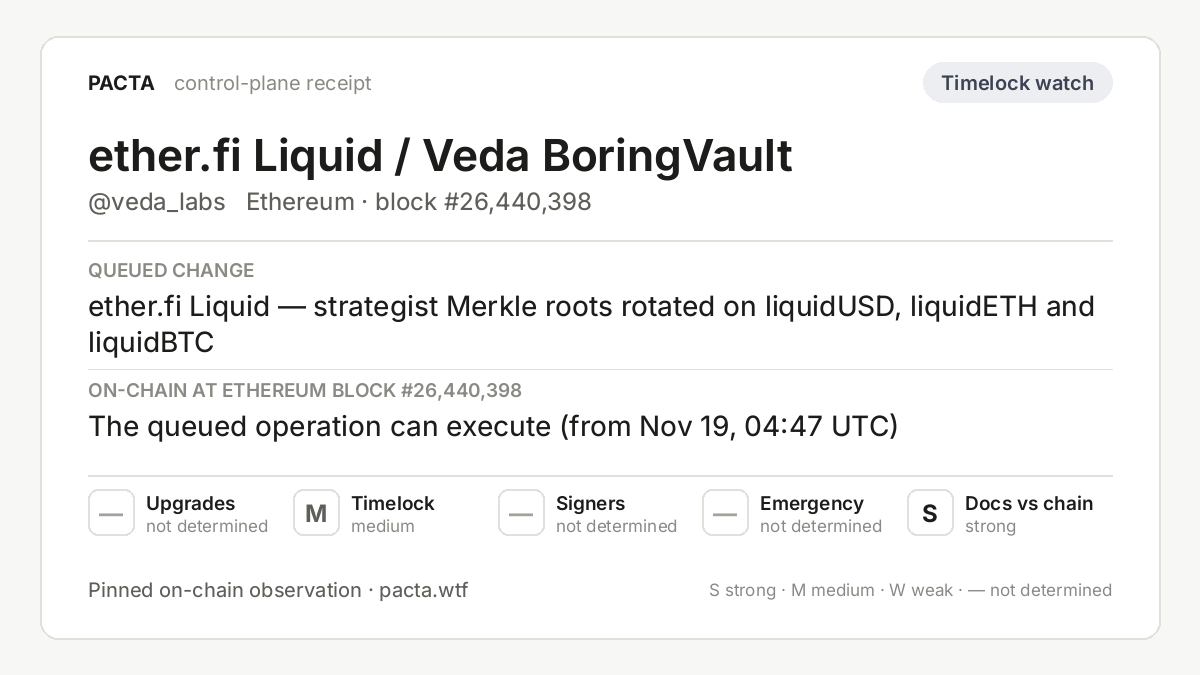 PACTA control-plane receipt Timelock watch
ether.fi Liquid / Veda BoringVault
@veda_labs Ethereum · block #26,440,398
QUEUED CHANGE
ether.fi Liquid — strategist Merkle roots rotated on liquidUSD, liquidETH and
liquidBTC
ON-CHAIN AT ETHEREUM BLOCK #26,440,398
The queued operation can execute (from Nov 19, 04:47 UTC)
— Upgrades M Timelock — Signers — Emergency S Docs vs chain
not determined medium not determined not determined strong
Pinned on-chain observation · pacta.wtf S strong · M medium · W weak · — not determined